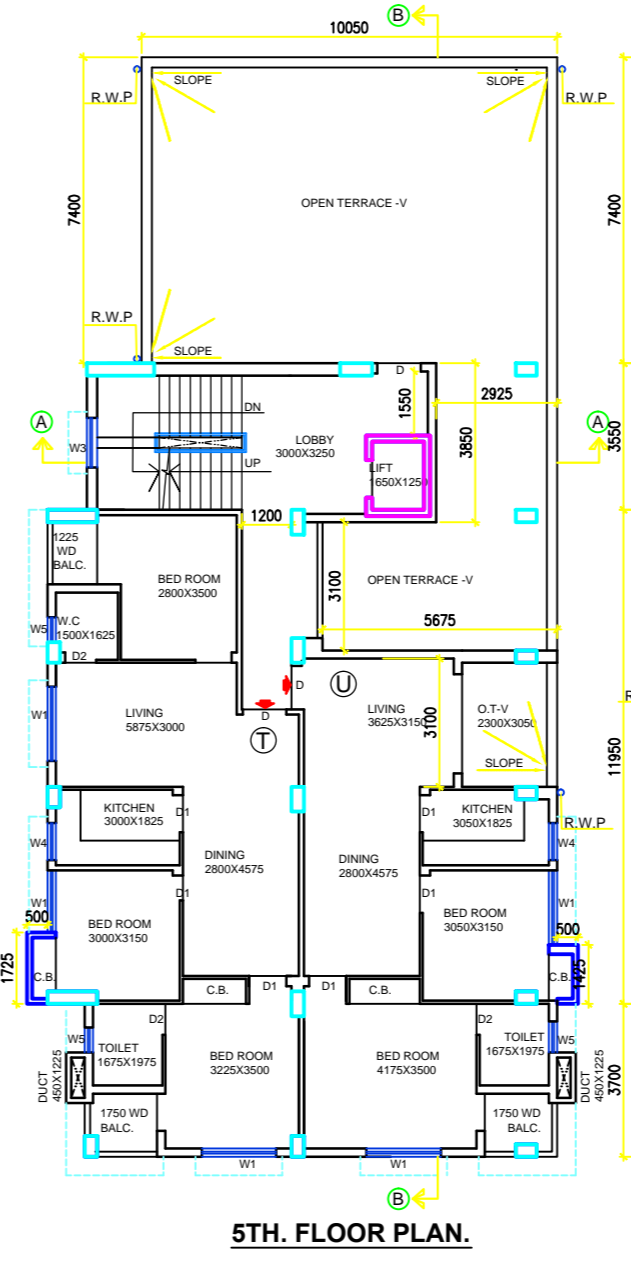 B
10050
SLOPE
SLOPE
R.W.P
R.W.P
7400
7400
OPEN TERRACE -V
R.W.P
SLOPE
D
DN
1550
2925
A
A
W3
LOBBY
3000X3250
3850
3550
UP
LIFT
1650X1250
1200
1225
WD
BALC.
BED ROOM
2800X3500
3100
OPEN TERRACE -V
5675
W.C
1500X1625
W5
D2
D
U
W1
LIVING
5875X3000
LIVING
3625X3150
3100
O.T-V
2300X3050
D
T
SLOPE
11950
KITCHEN
3000X1825
D1
D1
KITCHEN
3050X1825
R.W.P
W4
W4
DINING
2800X4575
DINING
2800X4575
W1
D1
D1
W1
500
BED ROOM
3000X3150
BED ROOM
3050X3150
500
1725
C.B.
C.B.
1425
C.B.
D1
D1
C.B.
D2
D2
W5
TOILET
1675X1975
TOILET
1675X1975
W5
BED ROOM
3225X3500
BED ROOM
4175X3500
DUCT
450X1225
DUCT
450X1225
3700
1750 WD
BALC.
1750 WD
BALC.
W1
W1
B
5TH. FLOOR PLAN.